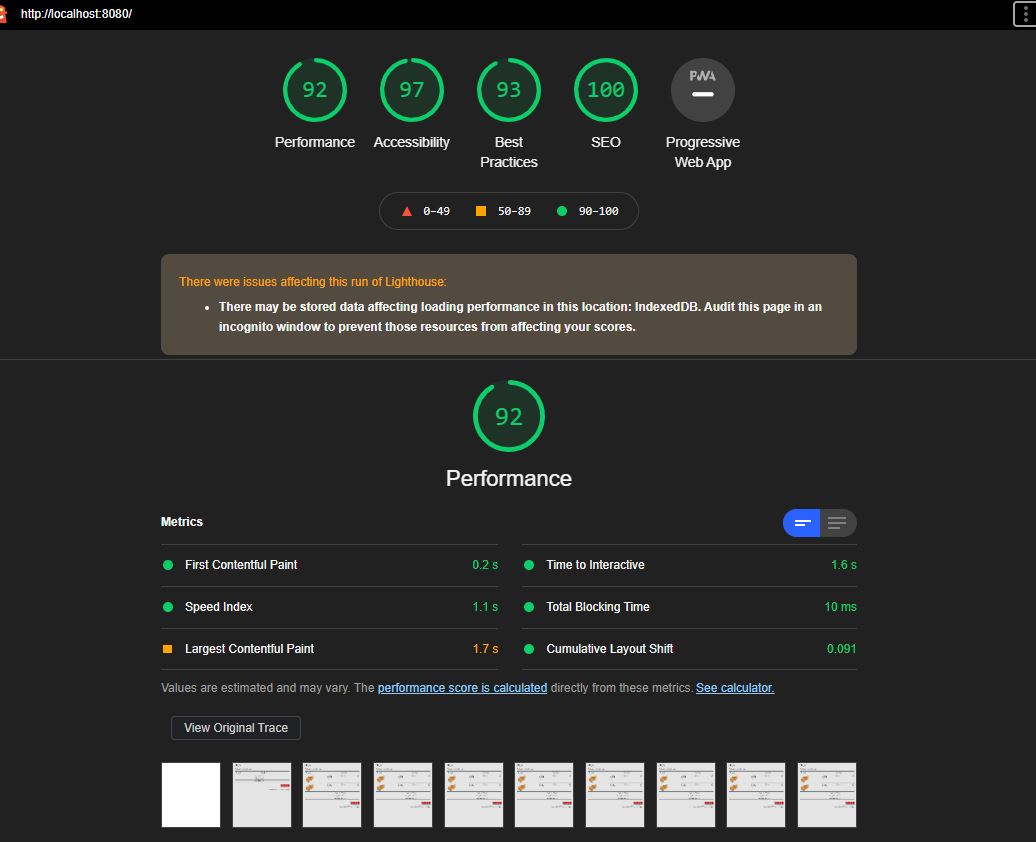 http://localhost:8080/
92
97
93
100
PWA
Performance
Accessibility
Best
Practices
SEO
Progressive
Web App
0–49
50–89
90–100
There were issues affecting this run of Lighthouse:
• There may be stored data affecting loading performance in this location: IndexedDB. Audit this page in an
incognito window to prevent those resources from affecting your scores.
92
Performance
Metrics
First Contentful Paint 0.2 s
Time to Interactive 1.6 s
Speed Index 1.1 s
Total Blocking Time 10 ms
Largest Contentful Paint 1.7 s
Cumulative Layout Shift 0.091
Values are estimated and may vary. The performance score is calculated directly from these metrics. See calculator.
View Original Trace